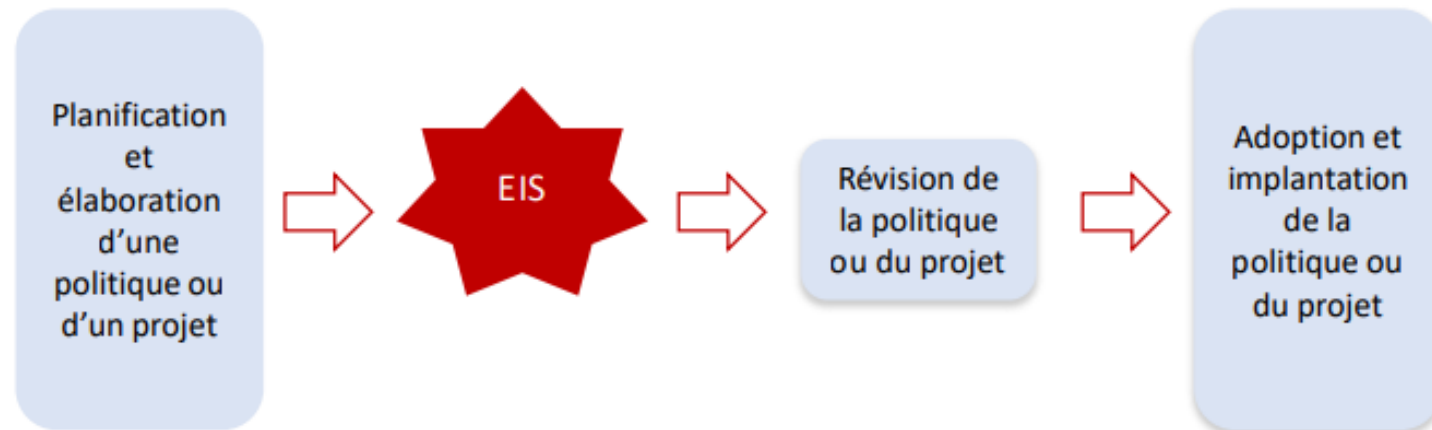 Planification
et
élaboration
d’une
politique ou
d’un projet
EIS
Révision de
la politique
ou du projet
Adoption et
implantation
de la
politique ou
du projet